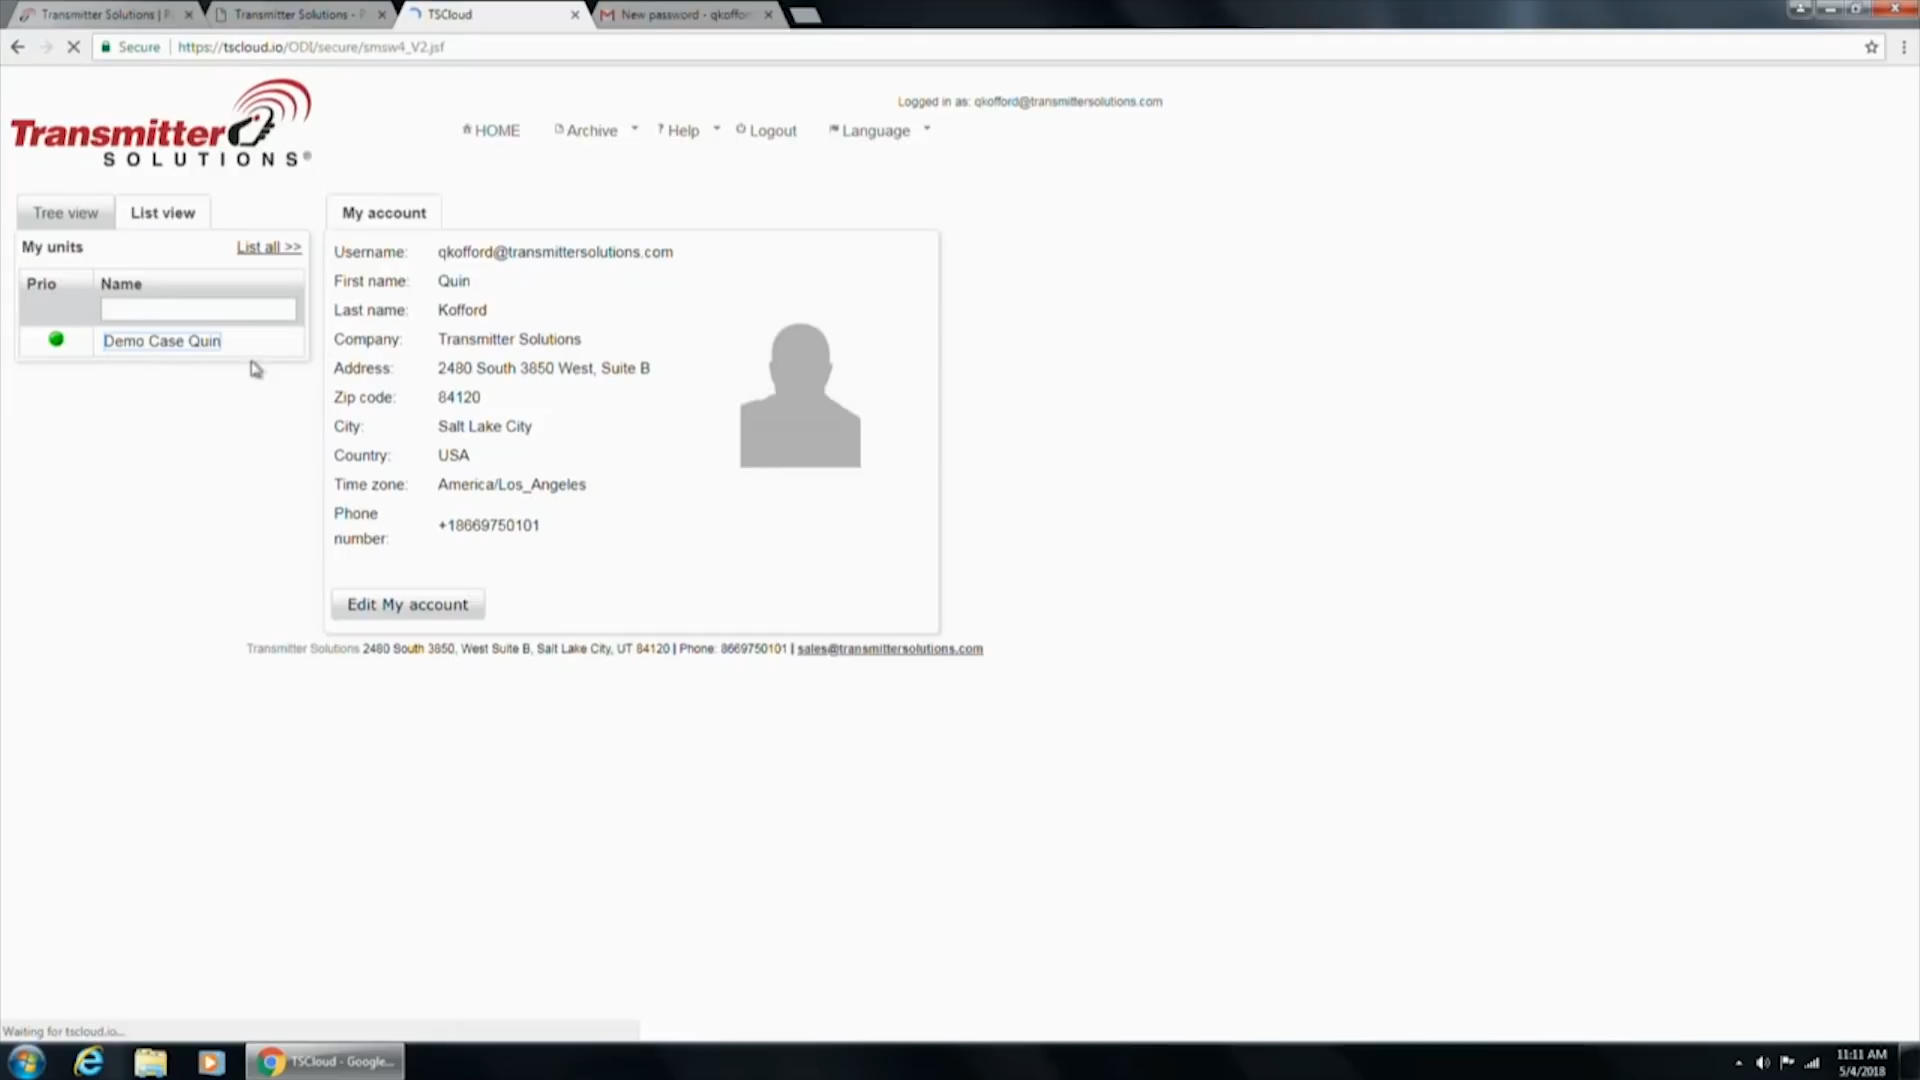 Transmitter Solutions | P
Transmitter Solutions - P
TSCloud
New password - qkoffor
Secure
https://tscloud.io/ODI/secure/smsw4_V2.jsf
Transmitter
SOLUTIONS®
Logged in as: qkofford@transmittersolutions.com
HOME
Archive
? Help
Logout
Language
Tree view
List view
My units
List all >>
Prio
Name
Demo Case Quin
My account
Username: qkofford@transmittersolutions.com
First name: Quin
Last name: Kofford
Company: Transmitter Solutions
Address: 2480 South 3850 West, Suite B
Zip code: 84120
City: Salt Lake City
Country: USA
Time zone: America/Los_Angeles
Phone
number: +18669750101
Edit My account
Transmitter Solutions 2480 South 3850, West Suite B, Salt Lake City, UT 84120 | Phone: 8669750101 | sales@transmittersolutions.com
Waiting for tscloud.io...
TSCloud - Google...
11:11 AM
5/4/2018